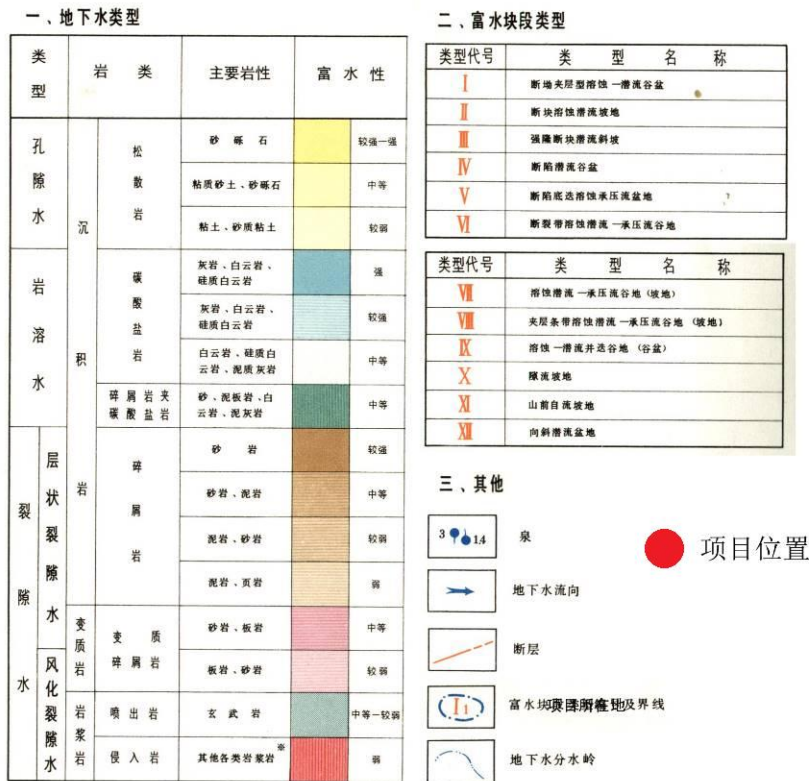 一、地下水类型
类型 岩类 主要岩性 富水性
孔隙水 沉积岩 松散岩 砂砾石 较强—强
粘质砂土、砂砾石 中等
粘土、砂质粘土 较弱
岩溶水 碳酸盐岩 灰岩、白云岩、硅质白云岩 强
灰岩、白云岩、硅质白云岩 较强
白云岩、硅质白云岩、泥质灰岩 中等
碎屑岩夹碳酸盐岩 砂、泥板岩、白云岩、泥灰岩 中等
裂隙水 层状裂隙水 碎屑岩 砂岩 较强
砂岩、泥岩 中等
泥岩、砂岩 较弱
泥岩、页岩 弱
变质岩 变质碎屑岩 砂岩、板岩 中等
风化裂隙水 板岩、砂岩 较弱
岩浆岩 喷出岩 玄武岩 中等—较弱
侵入岩 其他各类岩浆岩※ 弱
二、富水块段类型
类型代号 类型名称
I 断塊夹层型溶蚀—潜流谷盆
II 断块溶蚀潜流坡地
III 强隆断块潜流斜坡
IV 断陷潜流谷盆
V 断陷底迭溶蚀承压流盆地
VI 断裂带溶蚀潜流—承压流谷地
类型代号 类型名称
VII 溶蚀潜流—承压流谷地(坡地)
VIII 夹层条带溶蚀潜流—承压流谷地(坡地)
IX 溶蚀—潜流并迭谷地(谷盆)
X 隙流坡地
XI 山前自流坡地
XII 向斜潜流盆地
三、其他
3 14 泉
项目位置
地下水流向
断层
I1 富水块段 及界线
项目所在地
地下水分水岭